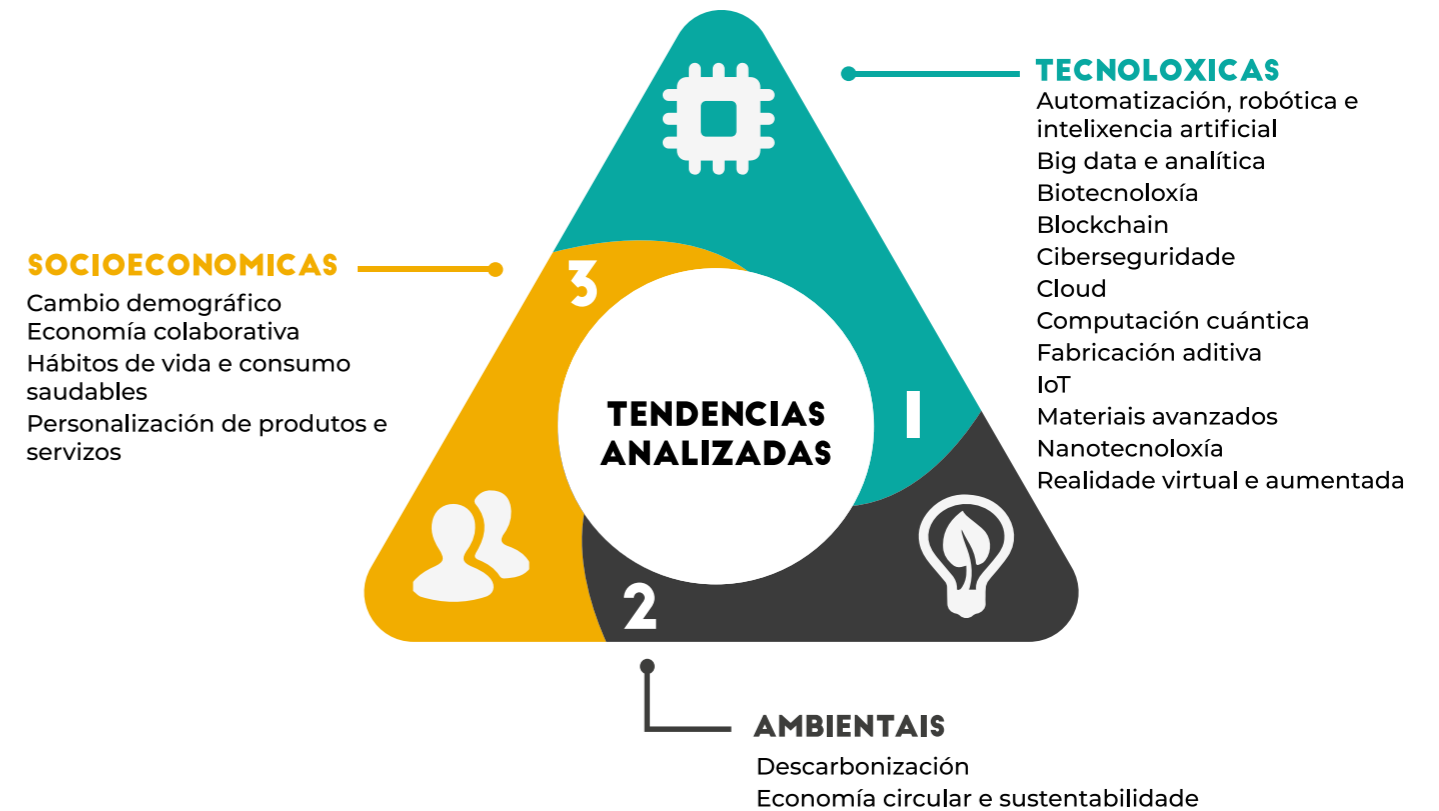 TECNOLOXICAS
Automatización, robótica e
intelixencia artificial
Big data e analítica
Biotecnoloxía
Blockchain
Ciberseguridade
Cloud
Computación cuántica
Fabricación aditiva
IoT
Materiais avanzados
Nanotecnoloxía
Realidade virtual e aumentada
SOCIOECONOMICAS
Cambio demográfico
Economía colaborativa
Hábitos de vida e consumo
saudables
Personalización de produtos e
servizos
3
TENDENCIAS
ANALIZADAS
1
2
AMBIENTAIS
Descarbonización
Economía circular e sustentabilidade